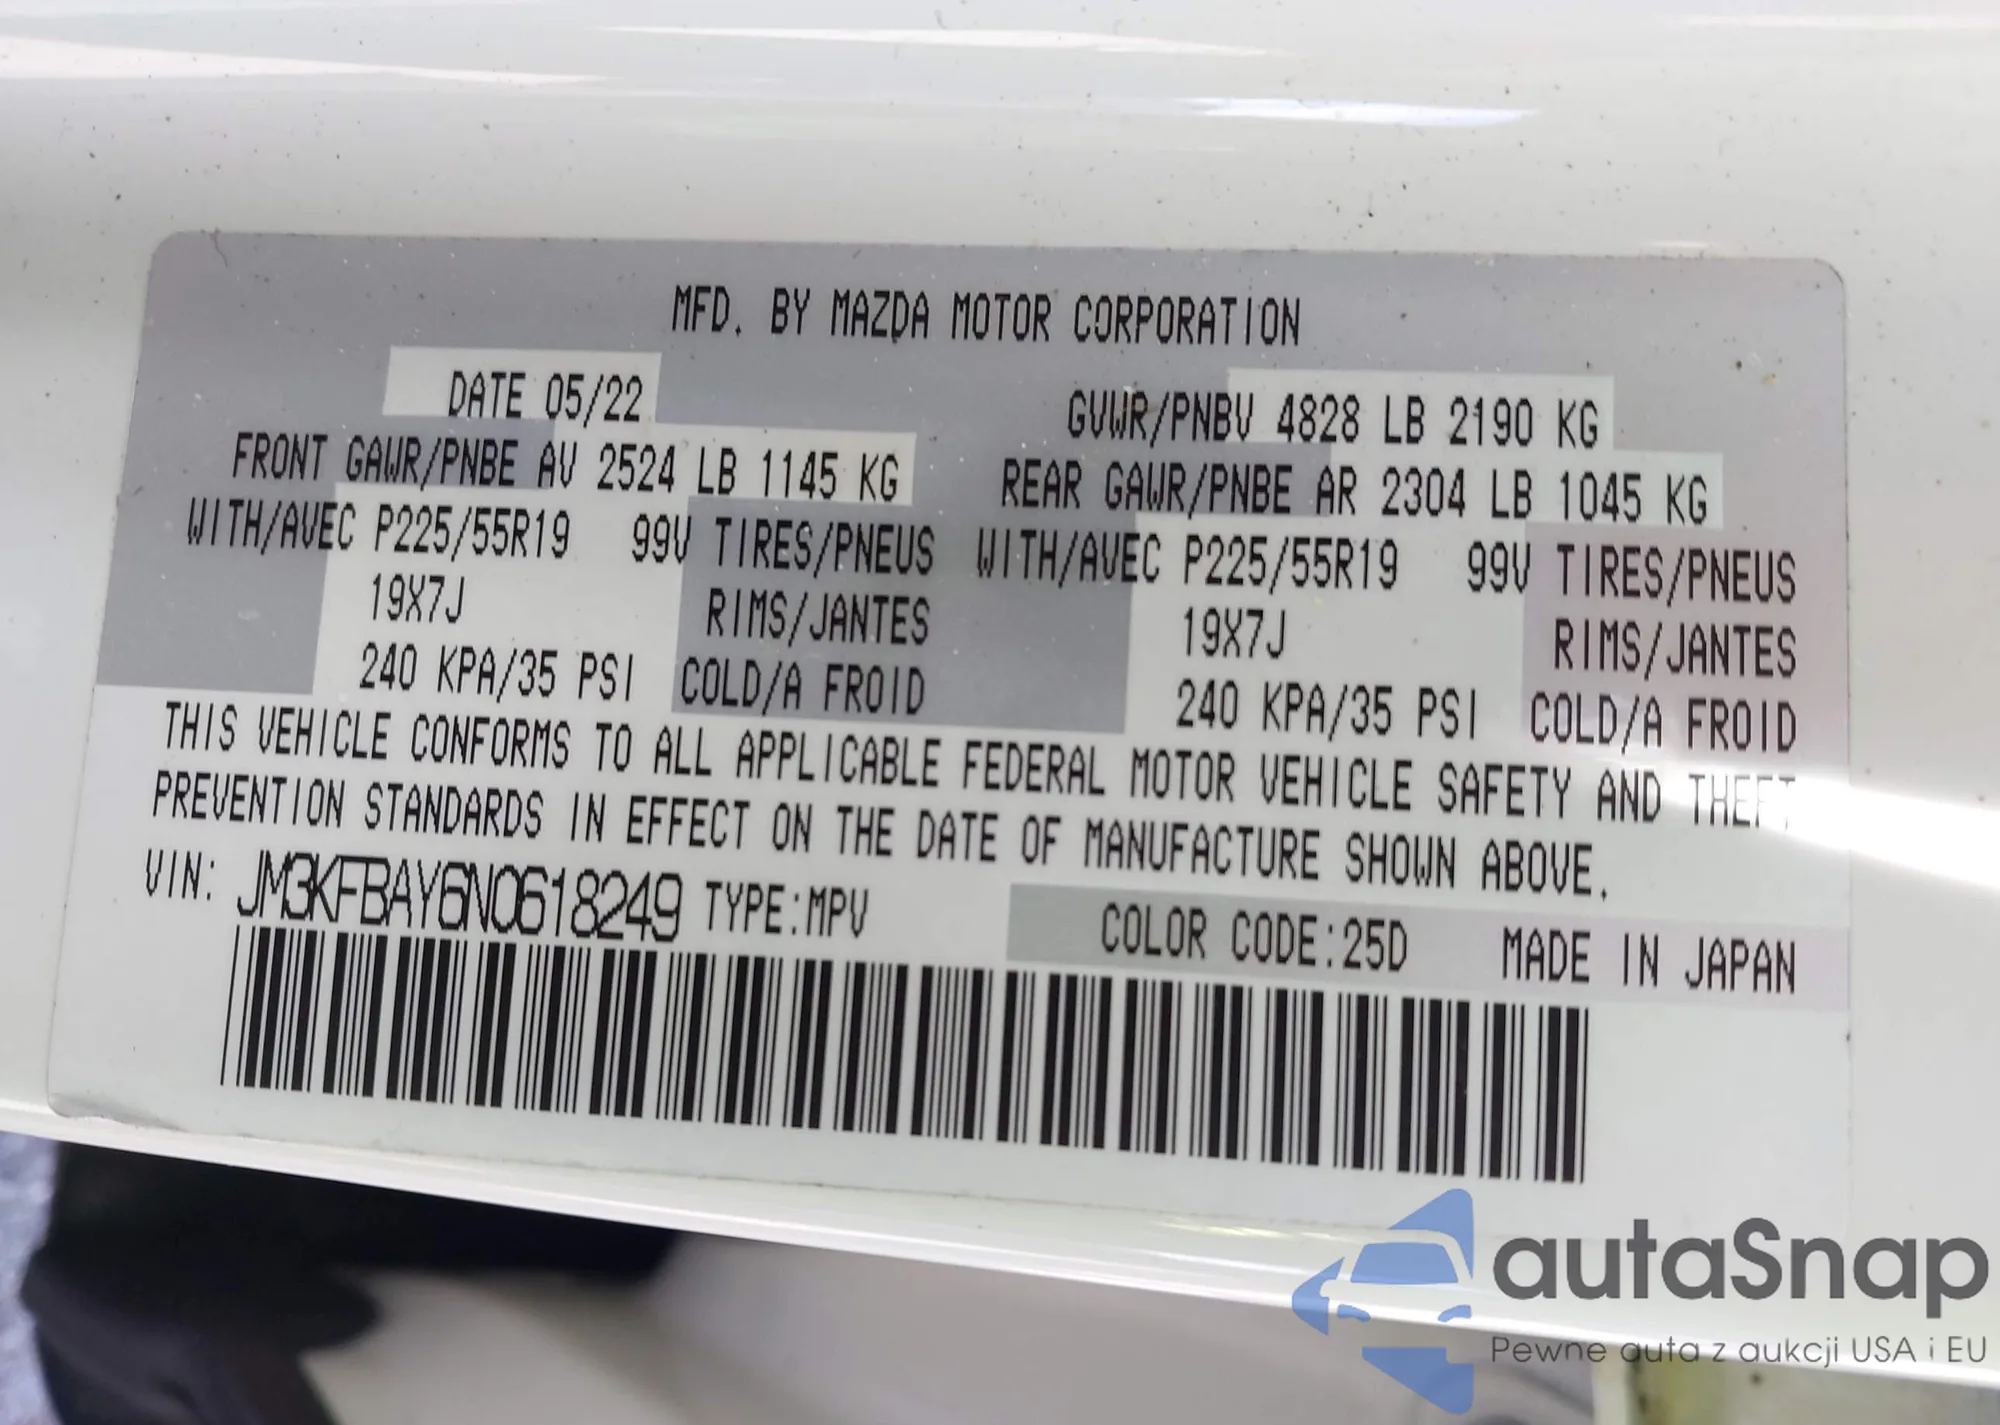 MFD. BY MAZDA MOTOR CORPORATION
DATE 05/22 GVWR/PNBV 4828 LB 2190 KG
FRONT GAWR/PNBE AV 2524 LB 1145 KG REAR GAWR/PNBE AR 2304 LB 1045 KG
WITH/AVEC P225/55R19 99V TIRES/PNEUS WITH/AVEC P225/55R19 99V TIRES/PNEUS
19X7J RIMS/JANTES 19X7J RIMS/JANTES
240 KPA/35 PSI COLD/A FROID 240 KPA/35 PSI COLD/A FROID
THIS VEHICLE CONFORMS TO ALL APPLICABLE FEDERAL MOTOR VEHICLE SAFETY AND THEFT
PREVENTION STANDARDS IN EFFECT ON THE DATE OF MANUFACTURE SHOWN ABOVE.
VIN: JM3KFBAY6N0618249 TYPE:MPV COLOR CODE:25D MADE IN JAPAN
autaSnap
Pewne auta z aukcji USA i EU